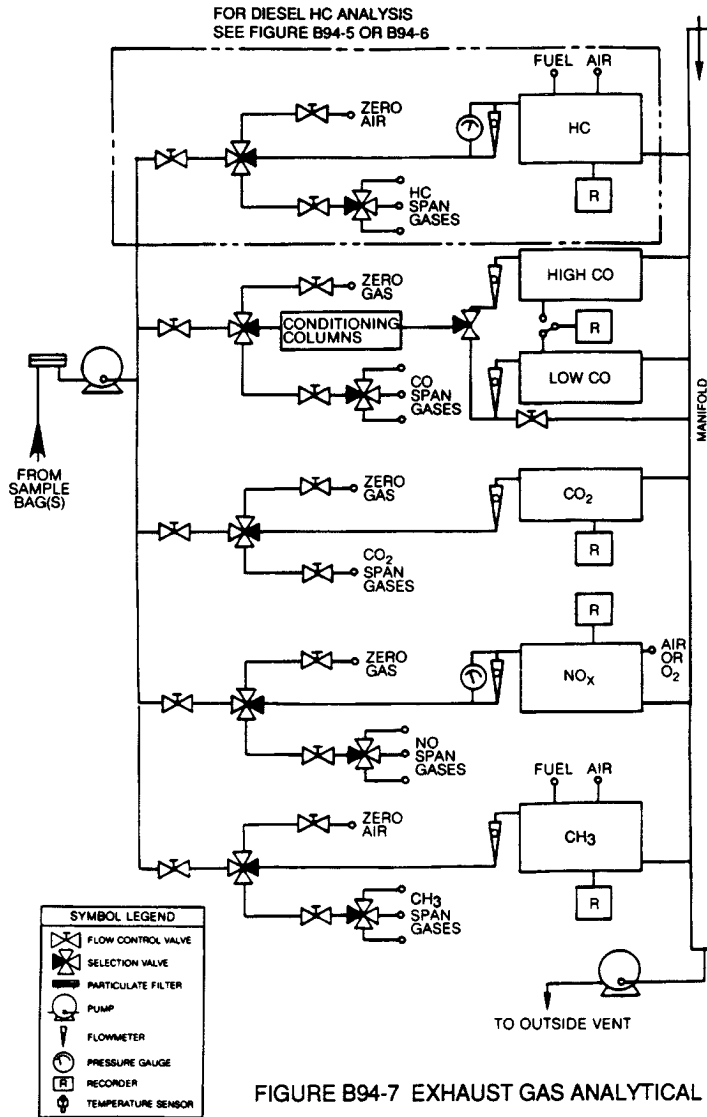 FOR DIESEL HC ANALYSIS
SEE FIGURE B94-5 OR B94-6
FUEL AIR
ZERO
AIR
HC
HC
SPAN
GASES
R
ZERO
GAS
HIGH CO
CONDITIONING
COLUMNS
R
CO
SPAN
GASES
LOW CO
MANIFOLD
FROM
SAMPLE
BAG(S)
ZERO
GAS
CO₂
CO₂
SPAN
GASES
R
R
ZERO
GAS
AIR
OR
O₂
NOX
NO
SPAN
GASES
FUEL AIR
ZERO
AIR
CH₃
CH₃
SPAN
GASES
R
SYMBOL LEGEND
FLOW CONTROL VALVE
SELECTION VALVE
PARTICULATE FILTER
PUMP
FLOWMETER
PRESSURE GAUGE
R RECORDER
TEMPERATURE SENSOR
TO OUTSIDE VENT
FIGURE B94-7 EXHAUST GAS ANALYTICAL